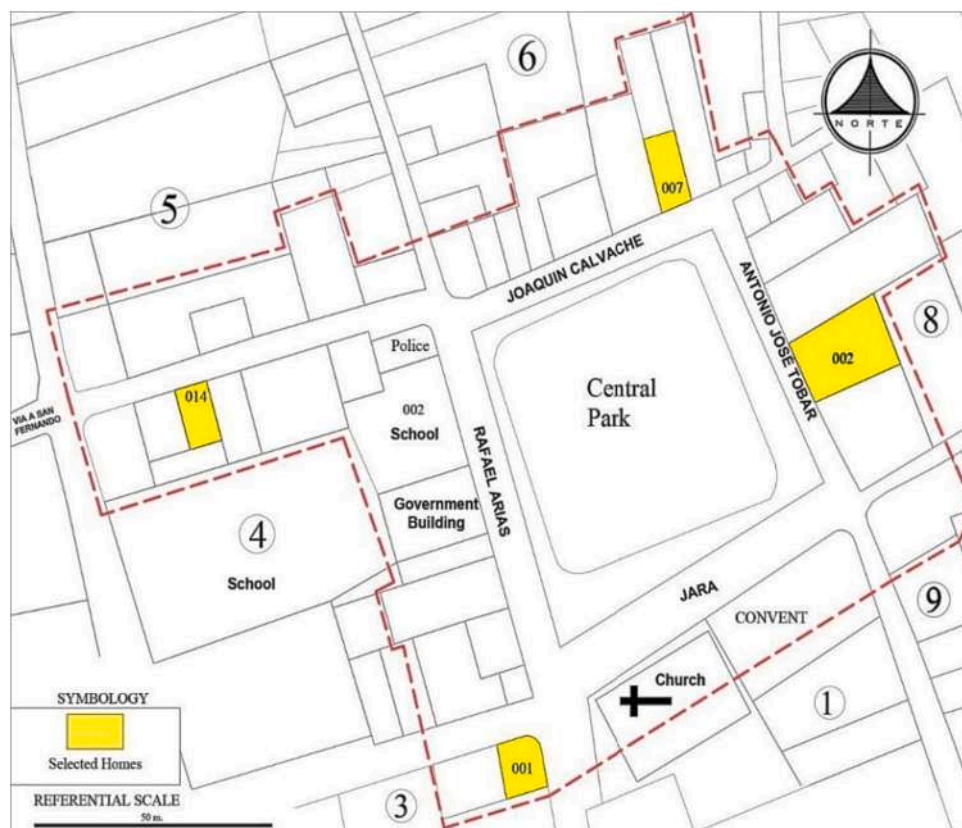 6
NORTE
5
007
JOAQUIN CALVACHE
ANTONIO JOSÉ TOBAR
8
Police
002
014
Central
Park
002
School
VIA A SAN
FERNANDO
RAFAEL ARIAS
Government
Building
4
School
JARA
9
CONVENT
Church
1
SYMBOLOGY
Selected Homes
001
3
REFERENTIAL SCALE
50 m.